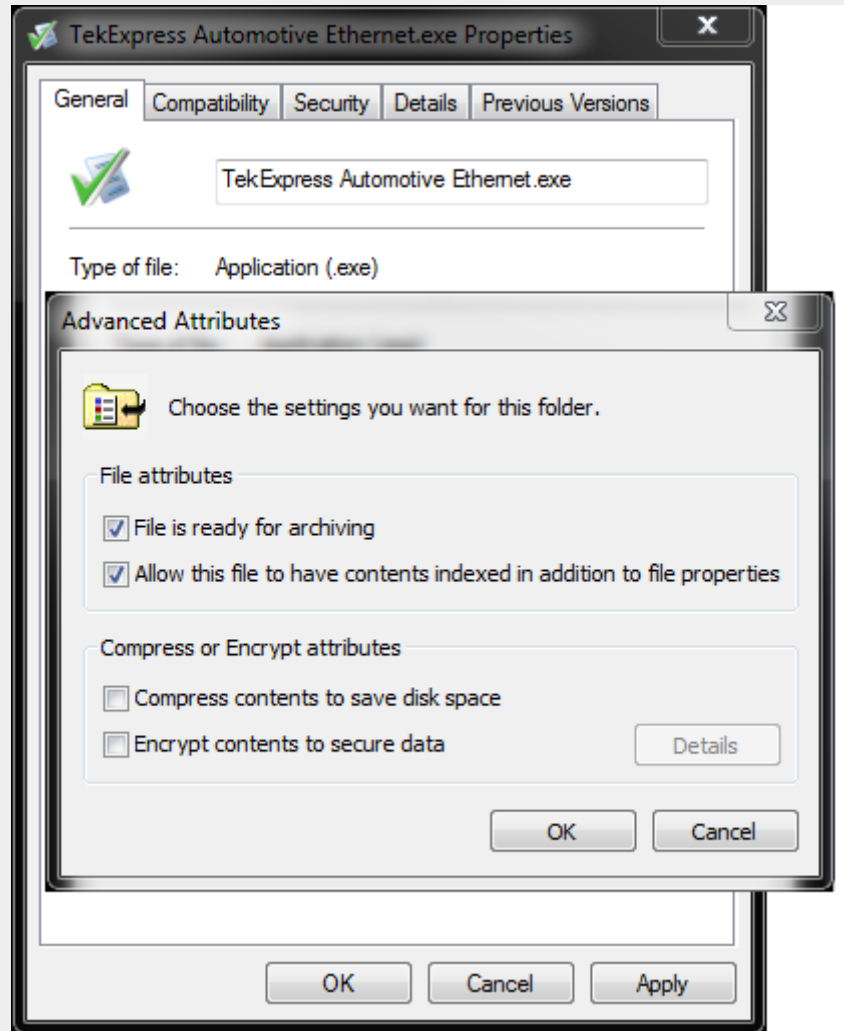 TekExpress Automotive Ethernet.exe Properties
General Compatibility Security Details Previous Versions
TekExpress Automotive Ethernet.exe
Type of file: Application (.exe)
Advanced Attributes
Choose the settings you want for this folder.
File attributes
File is ready for archiving
Allow this file to have contents indexed in addition to file properties
Compress or Encrypt attributes
Compress contents to save disk space
Encrypt contents to secure data Details
OK Cancel
OK Cancel Apply